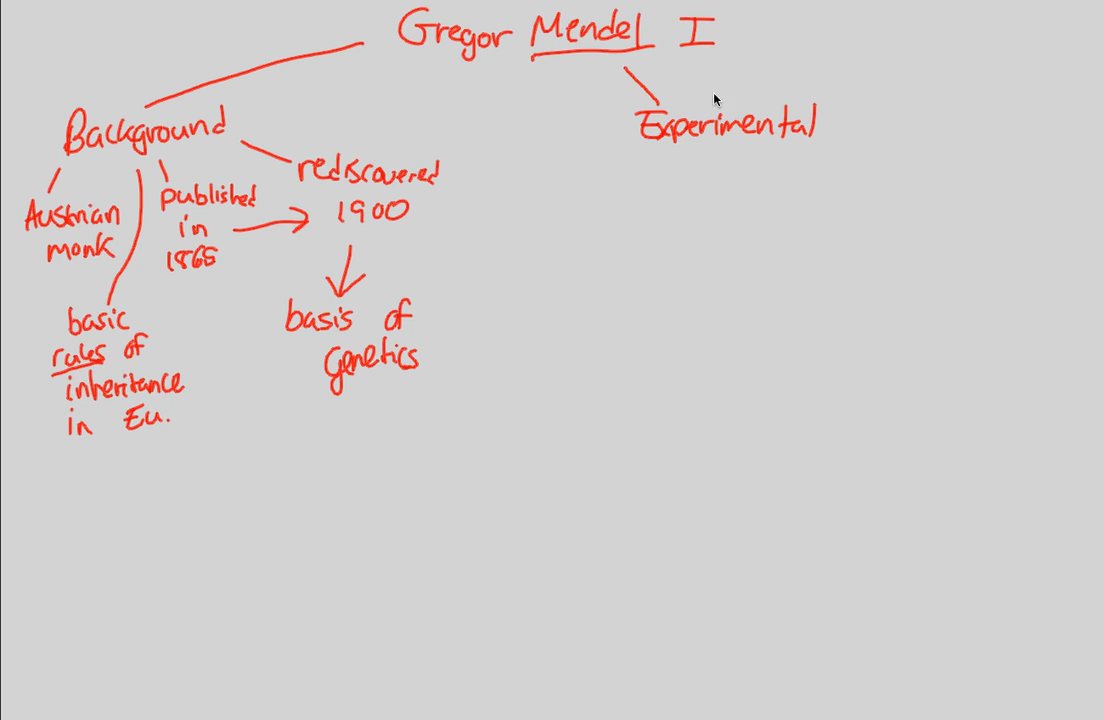 Gregor Mendel I
Background
Experimental
Austrian
monk
published
in
1865
rediscovered
1900
basic
rules of
inheritance
in Eu.
basis of
genetics